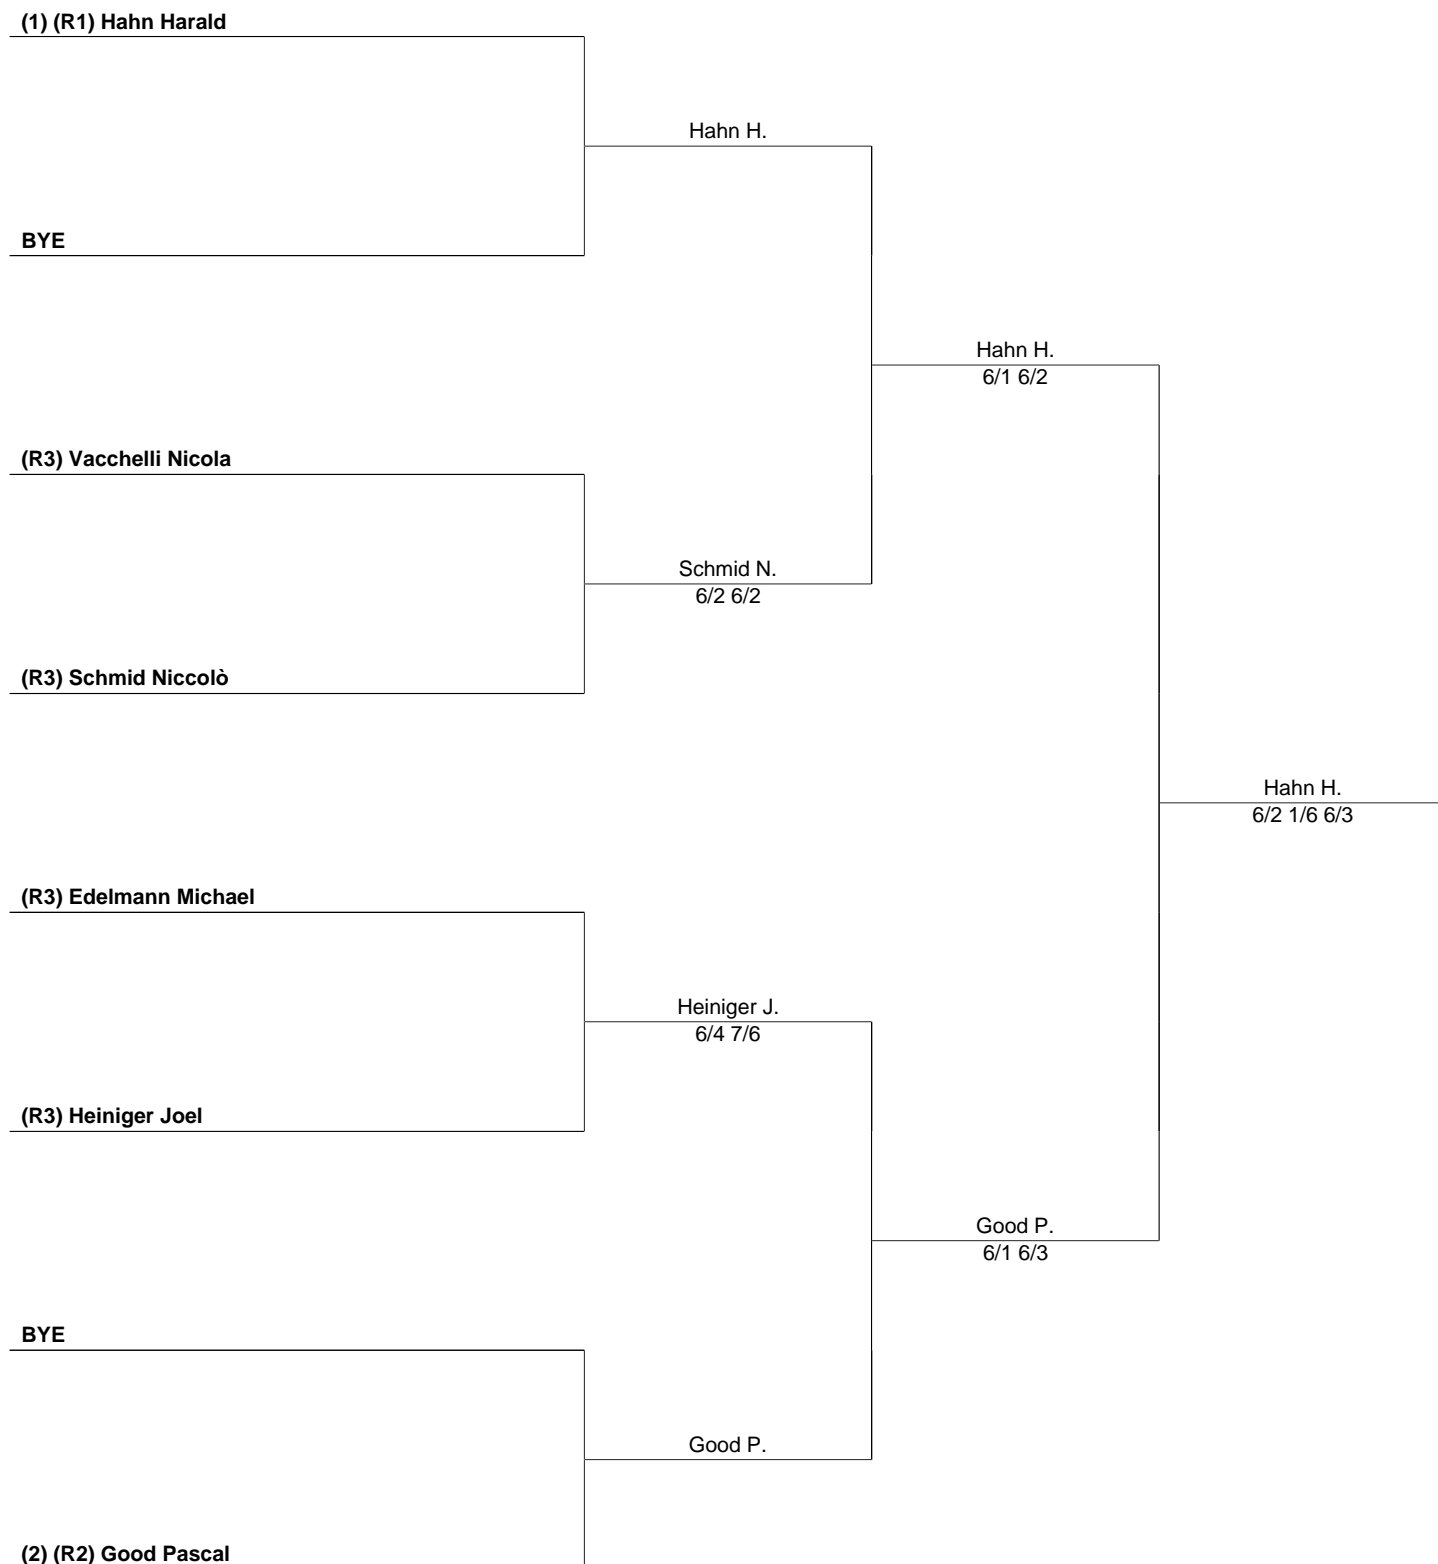 (1) (R1) Hahn Harald
Hahn H.
BYE
Hahn H.
6/1 6/2
(R3) Vacchelli Nicola
Schmid N.
6/2 6/2
(R3) Schmid Niccolò
Hahn H.
6/2 1/6 6/3
(R3) Edelmann Michael
Heiniger J.
6/4 7/6
(R3) Heiniger Joel
Good P.
6/1 6/3
BYE
Good P.
(2) (R2) Good Pascal